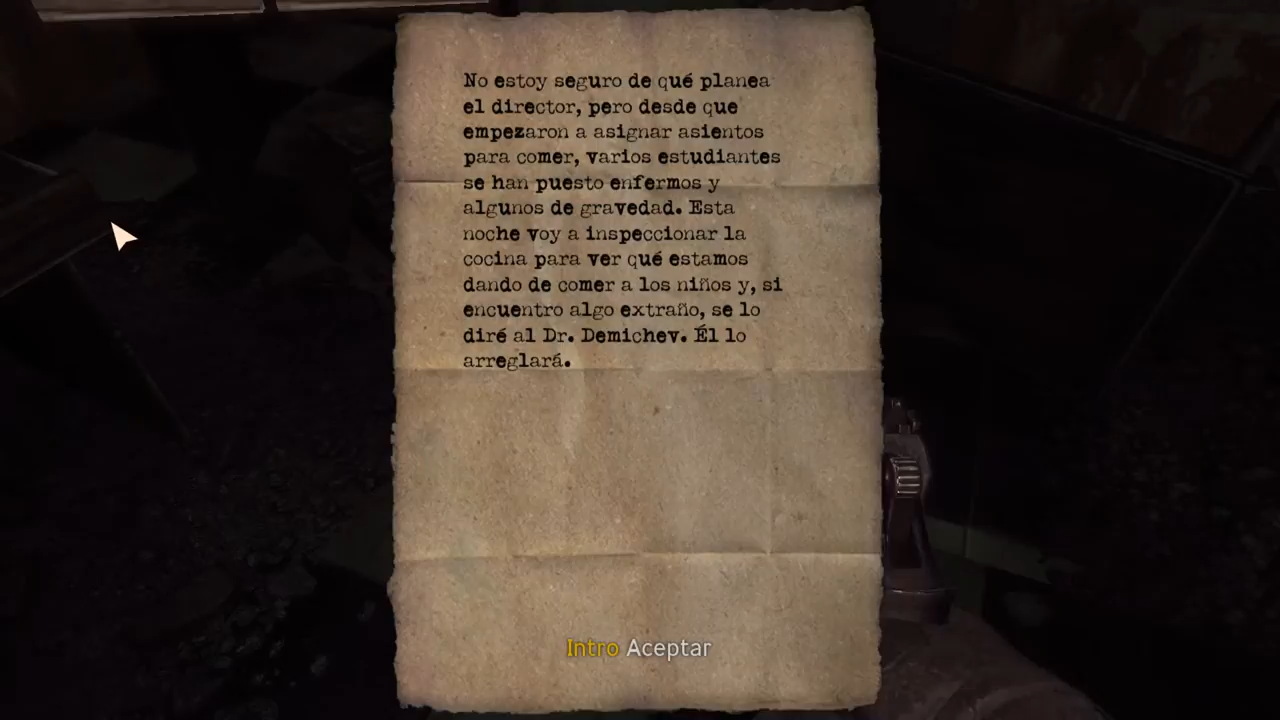 No estoy seguro de qué planea
el director, pero desde que
empezaron a asignar asientos
para comer, varios estudiantes
se han puesto enfermos y
algunos de gravedad. Esta
noche voy a inspeccionar la
cocina para ver qué estamos
dando de comer a los niños y, si
encuentro algo extraño, se lo
diré al Dr. Demichev. Él lo
arreglará.
Intro Aceptar